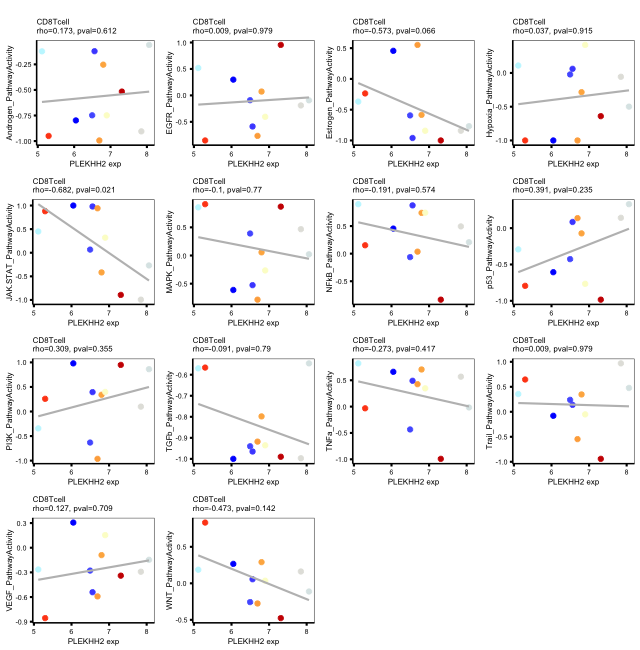 CD8Tcell
rho=0.173, pval=0.612
Androgen_PathwayActivity
-0.25
-0.50
-0.75
-1.00
5 6 7 8
PLEKHH2 exp
CD8Tcell
rho=0.009, pval=0.979
EGFR_PathwayActivity
1.0
0.5
0.0
-0.5
5 6 7 8
PLEKHH2 exp
CD8Tcell
rho=-0.573, pval=0.066
Estrogen_PathwayActivity
0.5
0.0
-0.5
-1.0
5 6 7 8
PLEKHH2 exp
CD8Tcell
rho=0.037, pval=0.915
Hypoxia_PathwayActivity
0.0
-0.5
-1.0
5 6 7 8
PLEKHH2 exp
CD8Tcell
rho=-0.682, pval=0.021
JAK-STAT_PathwayActivity
1.0
0.5
0.0
-0.5
-1.0
5 6 7 8
PLEKHH2 exp
CD8Tcell
rho=-0.1, pval=0.77
MAPK_PathwayActivity
0.5
0.0
-0.5
5 6 7 8
PLEKHH2 exp
CD8Tcell
rho=-0.191, pval=0.574
NFkB_PathwayActivity
0.5
0.0
-0.5
5 6 7 8
PLEKHH2 exp
CD8Tcell
rho=0.391, pval=0.235
p53_PathwayActivity
0.0
-0.5
-1.0
5 6 7 8
PLEKHH2 exp
CD8Tcell
rho=0.309, pval=0.355
PI3K_PathwayActivity
1.0
0.5
0.0
-0.5
-1.0
5 6 7 8
PLEKHH2 exp
CD8Tcell
rho=-0.091, pval=0.79
TGFb_PathwayActivity
-0.6
-0.7
-0.8
-0.9
-1.0
5 6 7 8
PLEKHH2 exp
CD8Tcell
rho=-0.273, pval=0.417
TNFa_PathwayActivity
0.5
0.0
-0.5
-1.0
5 6 7 8
PLEKHH2 exp
CD8Tcell
rho=0.009, pval=0.979
Trail_PathwayActivity
1.0
0.5
0.0
-0.5
-1.0
5 6 7 8
PLEKHH2 exp
CD8Tcell
rho=0.127, pval=0.709
VEGF_PathwayActivity
0.3
0.0
-0.3
-0.6
-0.9
5 6 7 8
PLEKHH2 exp
CD8Tcell
rho=-0.473, pval=0.142
WNT_PathwayActivity
0.5
0.0
-0.5
5 6 7 8
PLEKHH2 exp